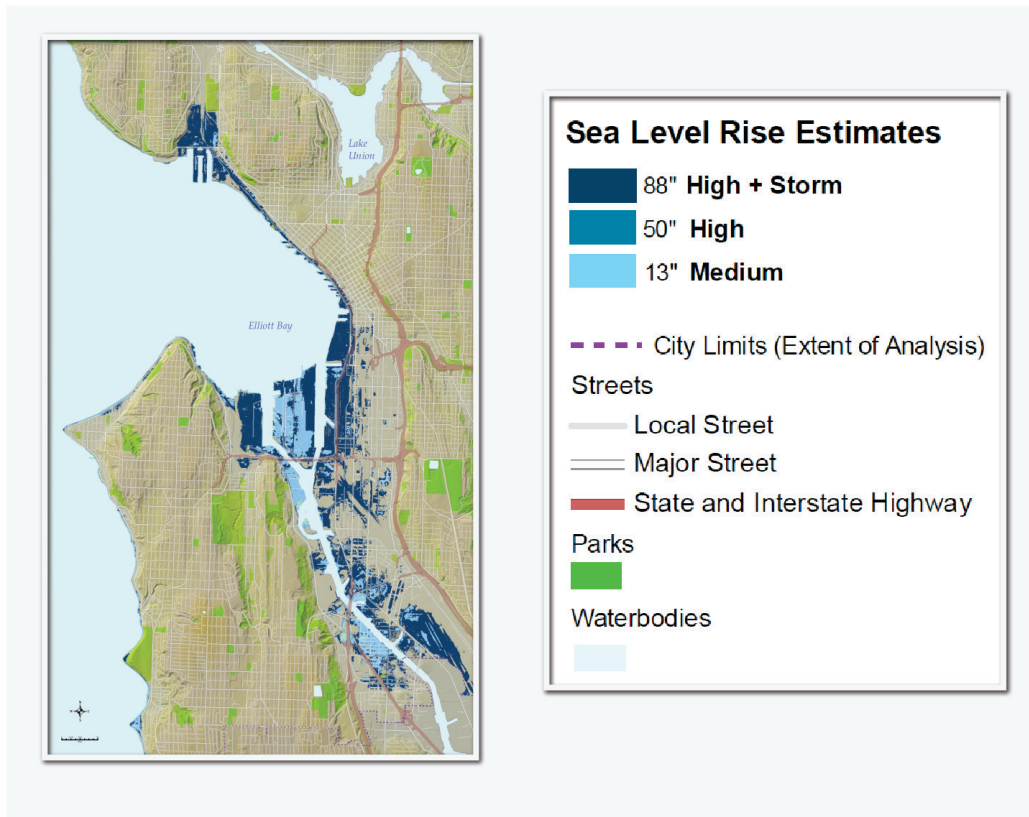 Lake
Union
Elliott Bay
Sea Level Rise Estimates
88" High + Storm
50" High
13" Medium
City Limits (Extent of Analysis)
Streets
Local Street
Major Street
State and Interstate Highway
Parks
Waterbodies